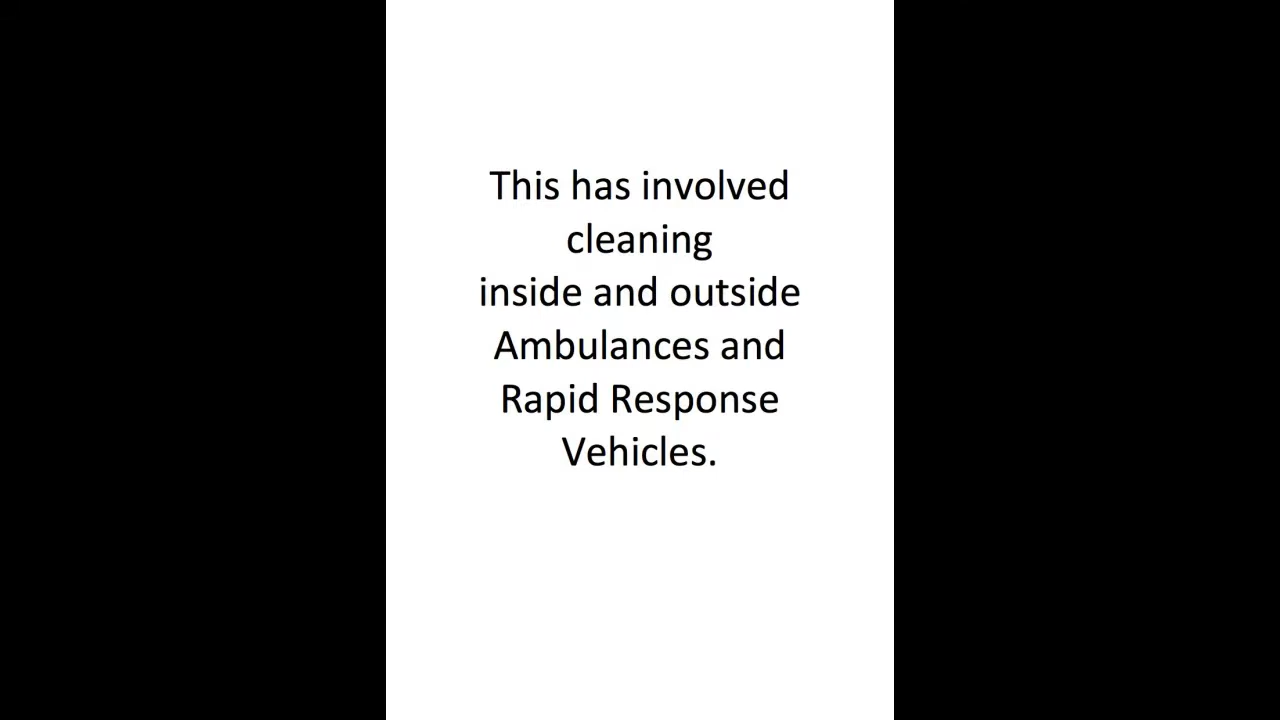 This has involved
cleaning
inside and outside
Ambulances and
Rapid Response
Vehicles.